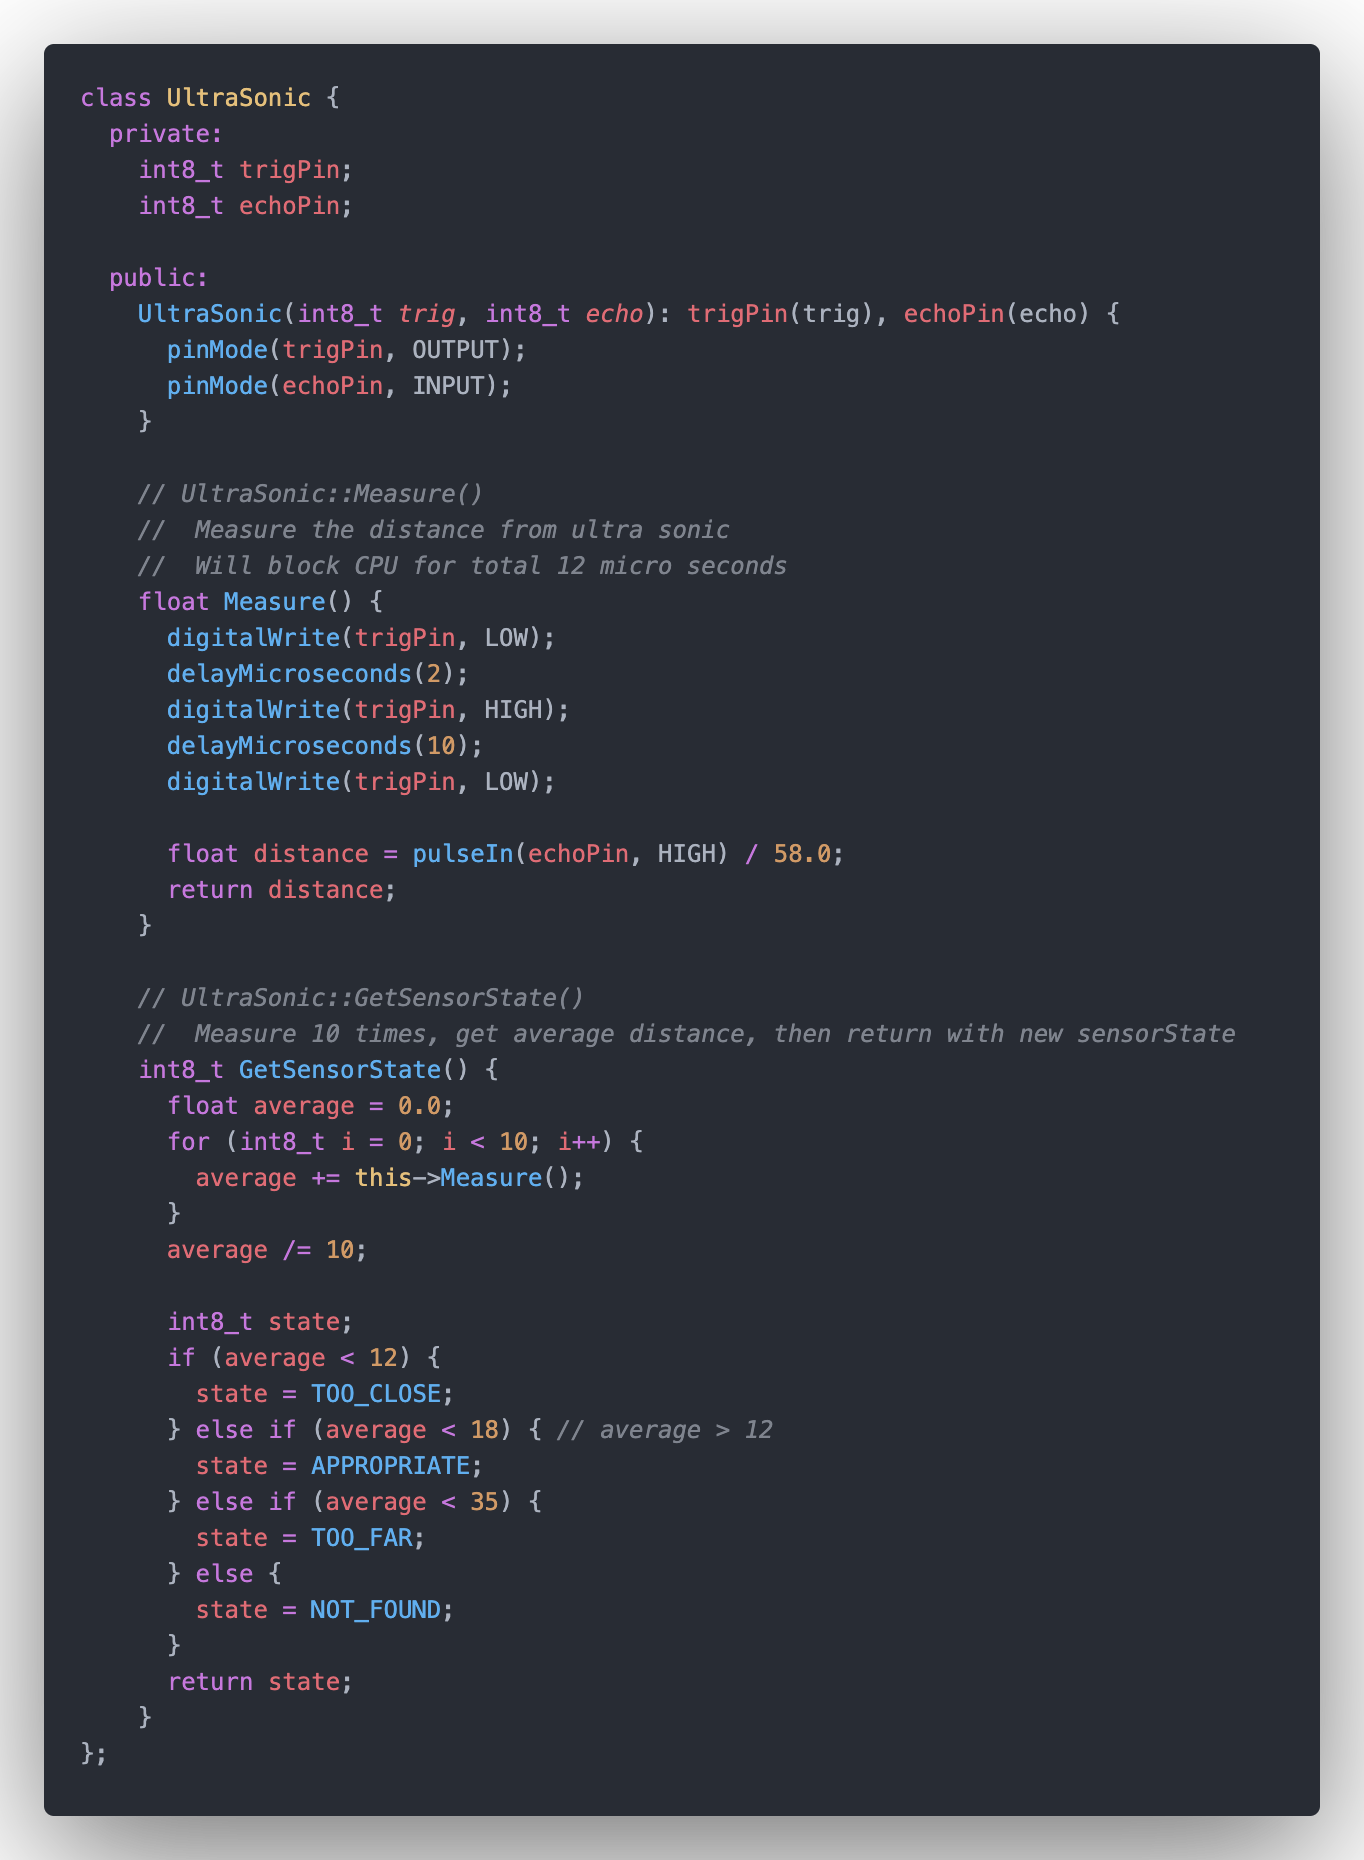 class UltraSonic {
  private:
    int8_t trigPin;
    int8_t echoPin;

  public:
    UltraSonic(int8_t trig, int8_t echo): trigPin(trig), echoPin(echo) {
      pinMode(trigPin, OUTPUT);
      pinMode(echoPin, INPUT);
    }

    // UltraSonic::Measure()
    //  Measure the distance from ultra sonic
    //  Will block CPU for total 12 micro seconds
    float Measure() {
      digitalWrite(trigPin, LOW);
      delayMicroseconds(2);
      digitalWrite(trigPin, HIGH);
      delayMicroseconds(10);
      digitalWrite(trigPin, LOW);

      float distance = pulseIn(echoPin, HIGH) / 58.0;
      return distance;
    }

    // UltraSonic::GetSensorState()
    //  Measure 10 times, get average distance, then return with new sensorState
    int8_t GetSensorState() {
      float average = 0.0;
      for (int8_t i = 0; i < 10; i++) {
        average += this->Measure();
      }
      average /= 10;

      int8_t state;
      if (average < 12) {
        state = TOO_CLOSE;
      } else if (average < 18) { // average > 12
        state = APPROPRIATE;
      } else if (average < 35) {
        state = TOO_FAR;
      } else {
        state = NOT_FOUND;
      }
      return state;
    }
};